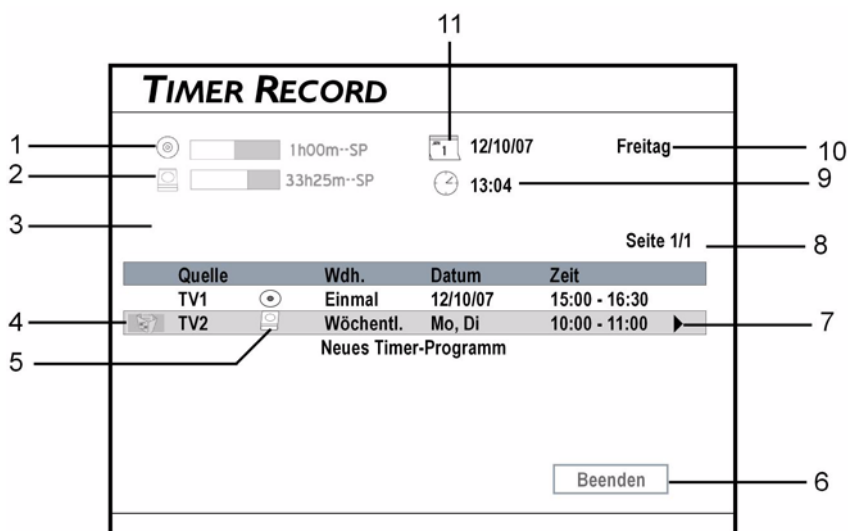 11
TIMER RECORD
1 1h00m--SP 1 12/10/07 Freitag 10
2 33h25m--SP 13:04 9
3
Seite 1/1 8
Quelle Wdh. Datum Zeit
TV1 Einmal 12/10/07 15:00 - 16:30
4 TV2 Wöchentl. Mo, Di 10:00 - 11:00 7
5 Neues Timer-Programm
Beenden 6